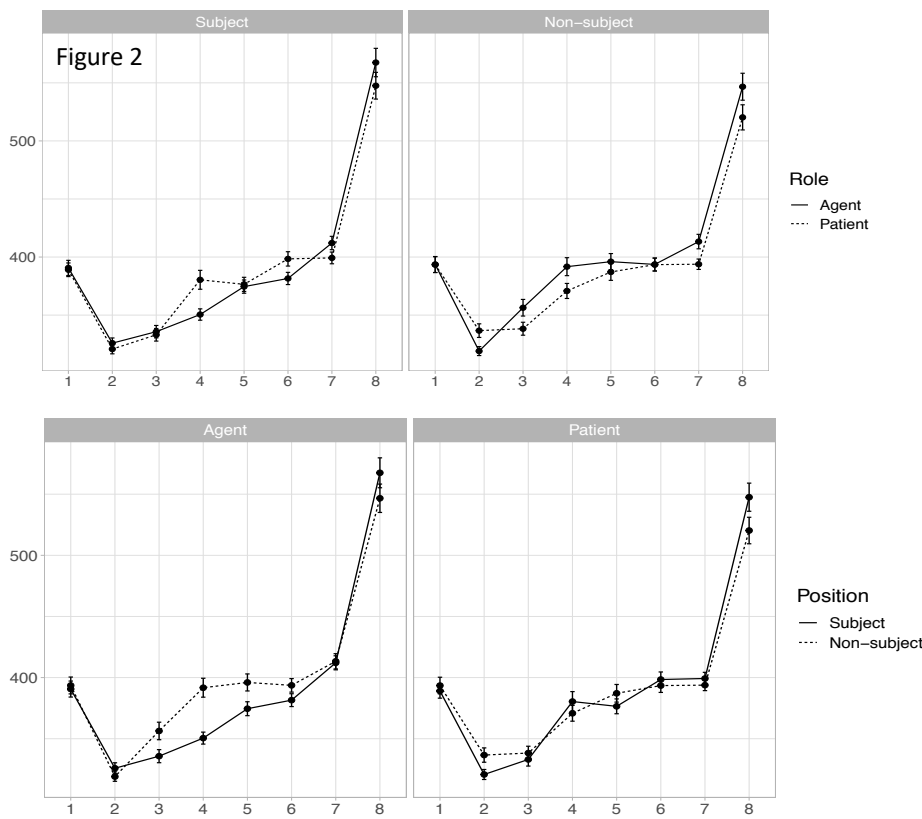 Subject Non-subject
Figure 2
500
400
1 2 3 4 5 6 7 8 1 2 3 4 5 6 7 8
Role
Agent
Patient
Agent Patient
500
400
1 2 3 4 5 6 7 8 1 2 3 4 5 6 7 8
Position
Subject
Non-subject